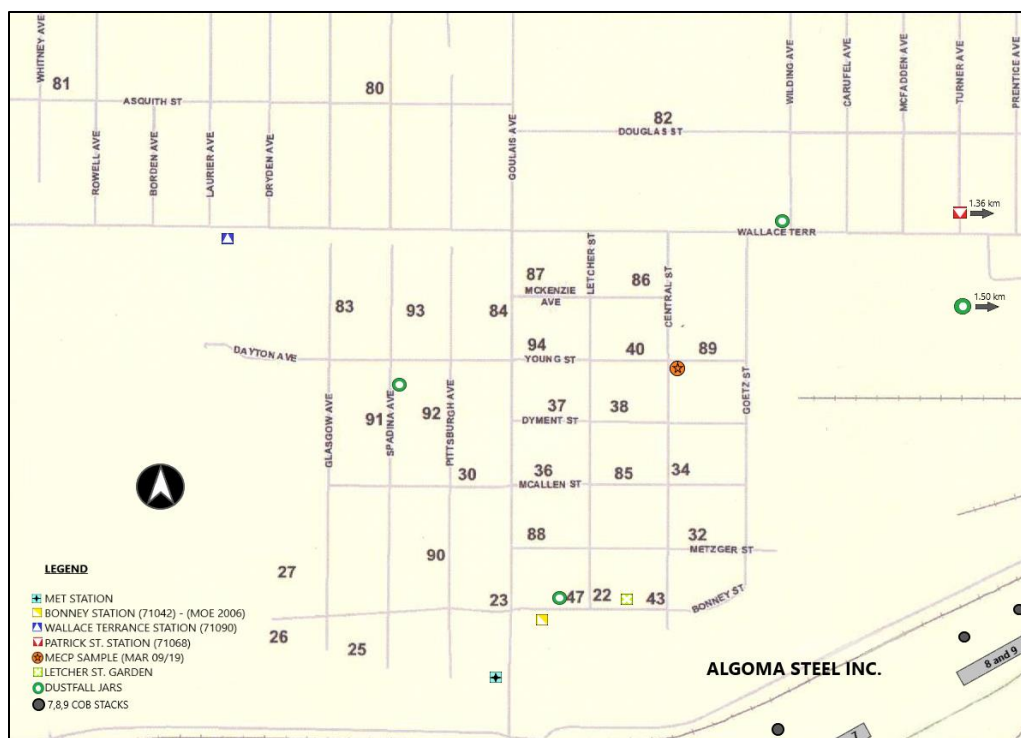 WHITNEY AVE
81
ASQUITH ST
80
ROWELL AVE
BORDEN AVE
LAURIER AVE
DRYDEN AVE
GOULAIS AVE
82
DOUGLAS ST
WILDING AVE
CARUFEL AVE
MCFADDEN AVE
TURNER AVE
PRENTICE AVE
1.36 km
WALLACE TERR
1.50 km
87
MCKENZIE
AVE
LETCHER ST
86
CENTRAL ST
83
93
84
DAYTON AVE
94
YOUNG ST
40
89
GOETZ ST
GLASGOW AVE
91
SPADINA AVE
92
PITTSBURGH AVE
37
DYMENT ST
38
30
36
MCALLEN ST
85
34
88
32
METZGER ST
90
27
23
47
22
43
BONNEY ST
26
25
LEGEND
MET STATION
BONNEY STATION (71042) - (MOE 2006)
WALLACE TERRANCE STATION (71090)
PATRICK ST. STATION (71068)
MECP SAMPLE (MAR 09/19)
LETCHER ST. GARDEN
DUSTFALL JARS
7,8,9 COB STACKS
ALGOMA STEEL INC.
8 and 9
7